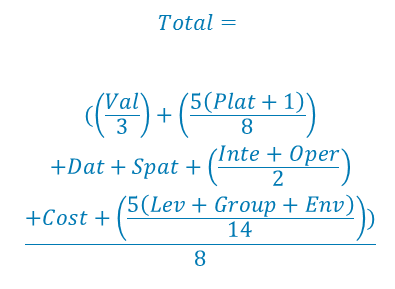 Total =
((Val/3) + (5(Plat + 1)/8)
+Dat + Spat + (Inte + Oper/2)
+Cost + (5(Lev + Group + Env)/14))
8